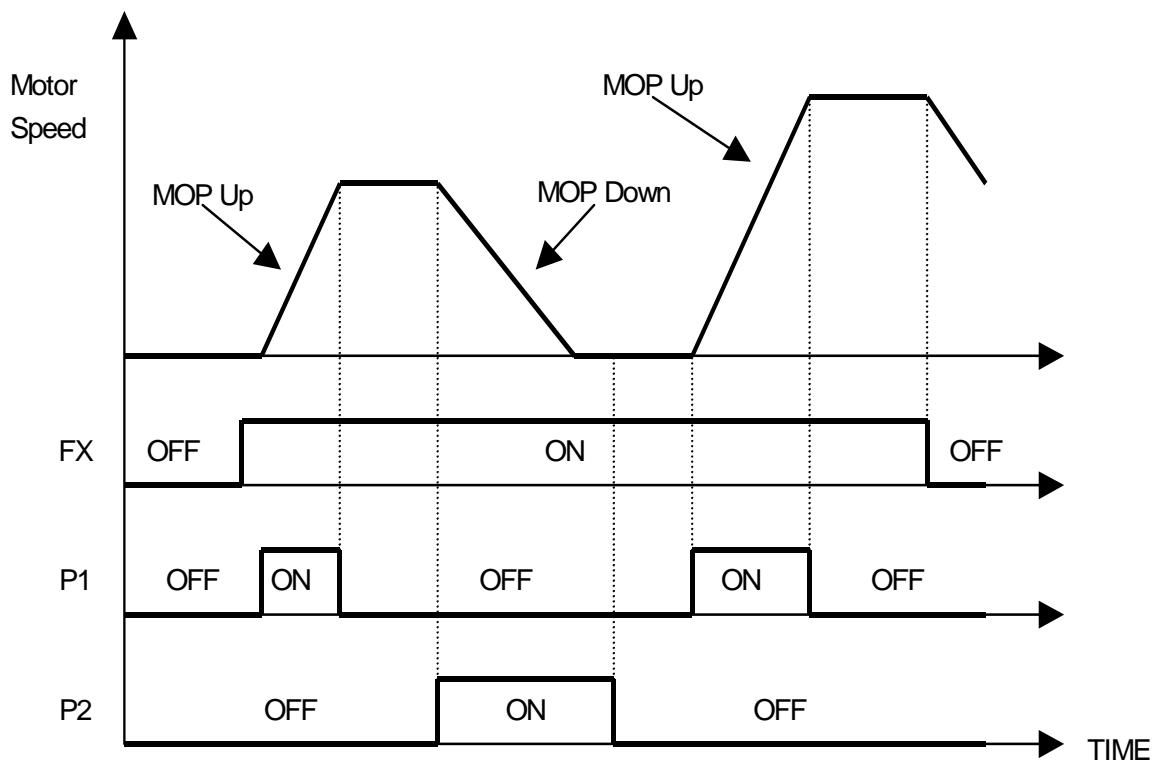 Motor
Speed
MOP Up
MOP Up
MOP Down
FX OFF ON OFF
P1 OFF ON OFF ON OFF
P2 OFF ON OFF
TIME